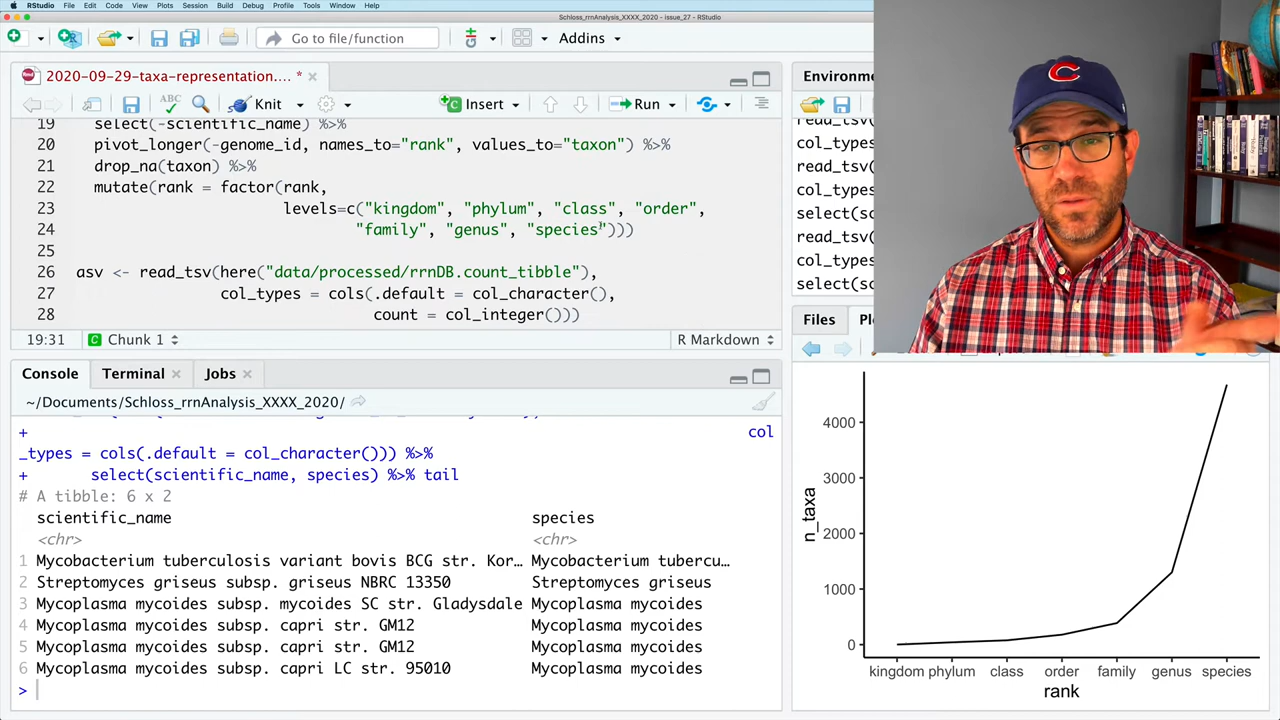 RStudio File Edit Code View Plots Session Build Debug Profile Tools Window Help
Schloss_rrnAnalysis_XXXX_2020 - issue_27 - RStudio
Go to file/function
Addins
2020-09-29-taxa-representation.... *
ABC Knit Insert Run
19 select(-scientific_name) %>%
20 pivot_longer(-genome_id, names_to="rank", values_to="taxon") %>%
21 drop_na(taxon) %>%
22 mutate(rank = factor(rank,
23 levels=c("kingdom", "phylum", "class", "order",
24 "family", "genus", "species")))
25
26 asv <- read_tsv(here("data/processed/rrnDB.count_tibble"),
27 col_types = cols(.default = col_character(),
28 count = col_integer()))
19:31 C Chunk 1 R Markdown
Console Terminal Jobs
~/Documents/Schloss_rrnAnalysis_XXXX_2020/
+ col
_types = cols(.default = col_character())) %>%
+ select(scientific_name, species) %>% tail
# A tibble: 6 x 2
scientific_name species
<chr> <chr>
1 Mycobacterium tuberculosis variant bovis BCG str. Kor… Mycobacterium tubercu…
2 Streptomyces griseus subsp. griseus NBRC 13350 Streptomyces griseus
3 Mycoplasma mycoides subsp. mycoides SC str. Gladysdale Mycoplasma mycoides
4 Mycoplasma mycoides subsp. capri str. GM12 Mycoplasma mycoides
5 Mycoplasma mycoides subsp. capri str. GM12 Mycoplasma mycoides
6 Mycoplasma mycoides subsp. capri LC str. 95010 Mycoplasma mycoides
>
Environme
read_tsv(he
col_types
read_tsv(he
col_types
select(sc
read_tsv(he
col_types
select(sc
Files
C
4000
3000
2000
1000
0
n_taxa
kingdom phylum class order family genus species
rank